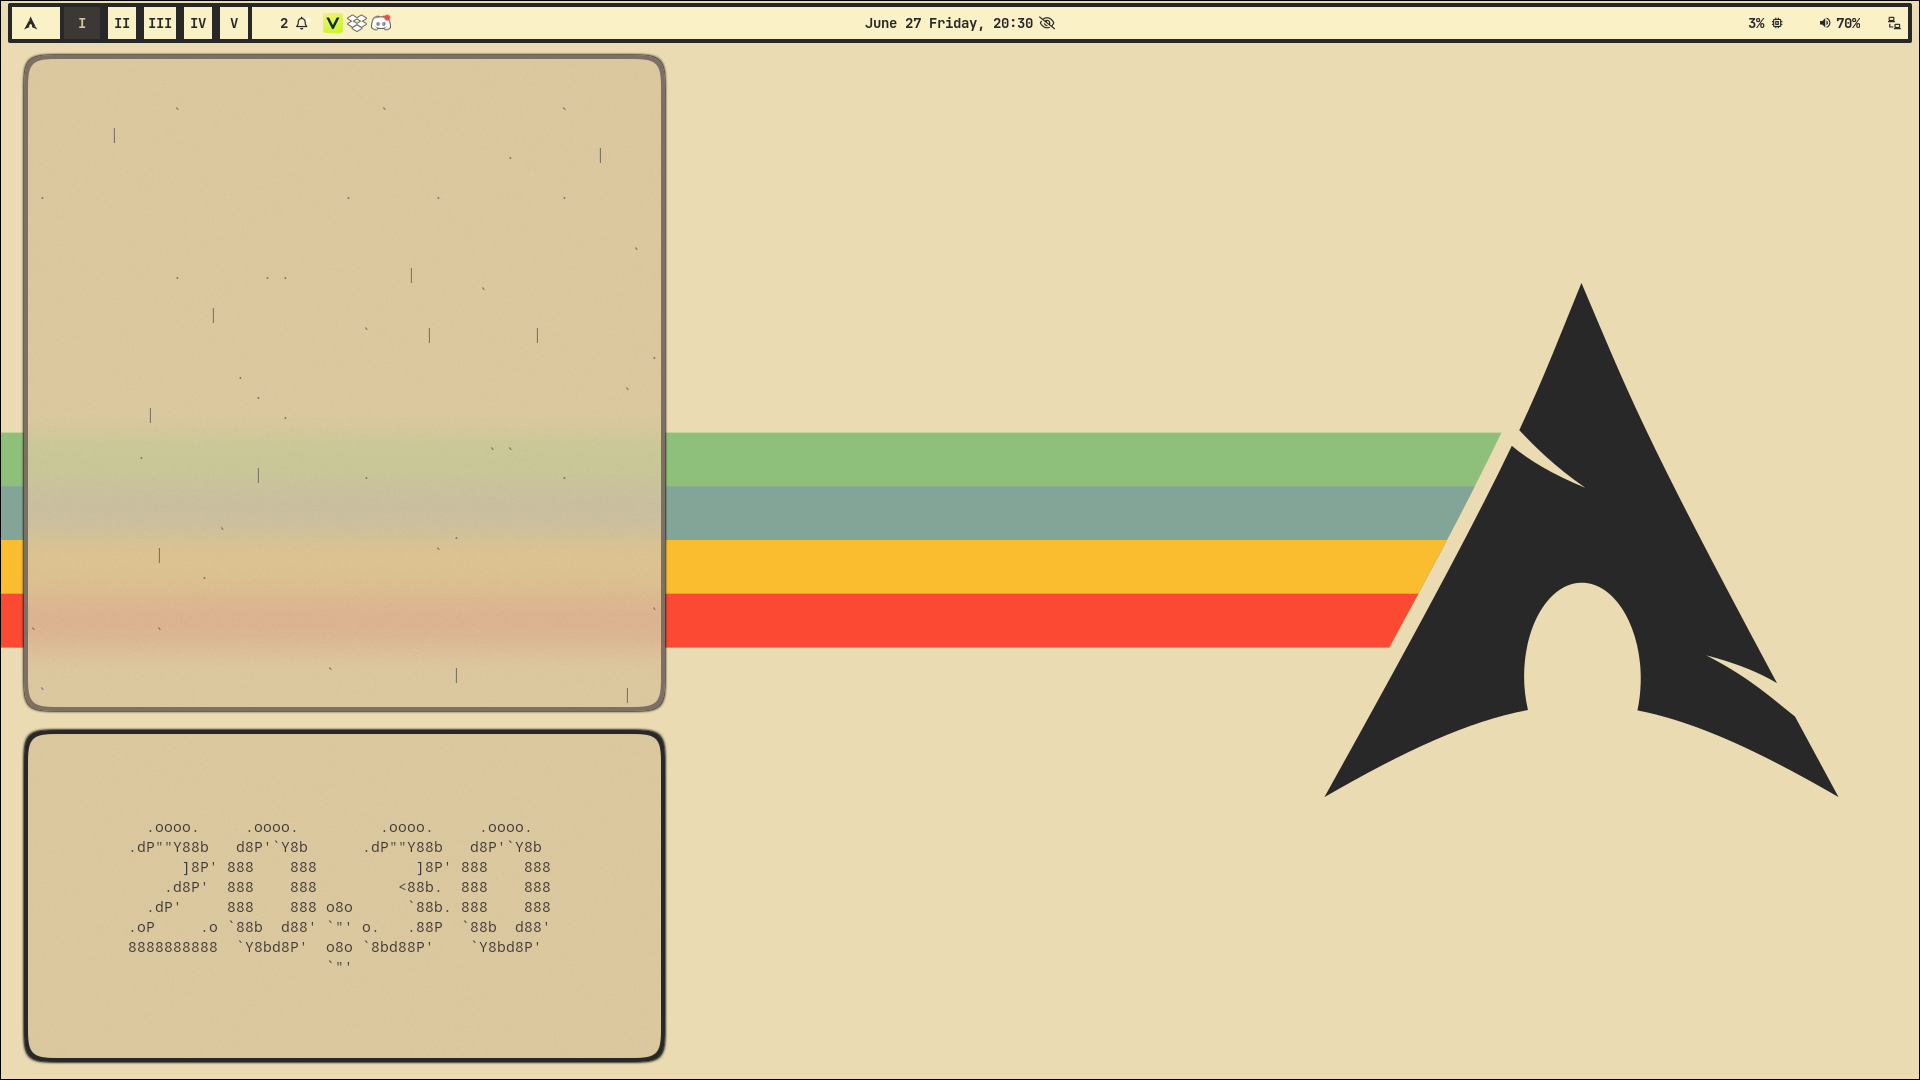 I II III IV V 2 June 27 Friday, 20:30 3% 70%
  .oooo.     .oooo.         .oooo.     .oooo.
.dP""Y88b   d8P'`Y8b      .dP""Y88b   d8P'`Y8b
      ]8P' 888    888           ]8P' 888    888
    .d8P'  888    888         <88b.  888    888
  .dP'     888    888 o8o      `88b. 888    888
.oP     .o `88b  d88' `"' o.   .88P  `88b  d88'
8888888888  `Y8bd8P'  o8o `8bd88P'    `Y8bd8P'
                      `"'